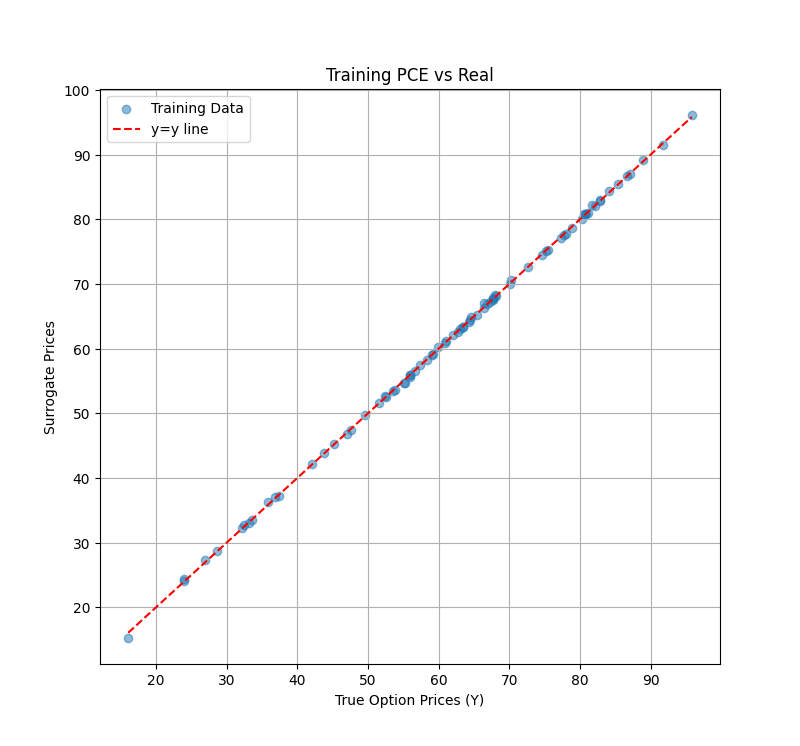 Training PCE vs Real
100
90
80
70
60
50
40
30
20
Surrogate Prices
Training Data
y=y line
20 30 40 50 60 70 80 90
True Option Prices (Y)